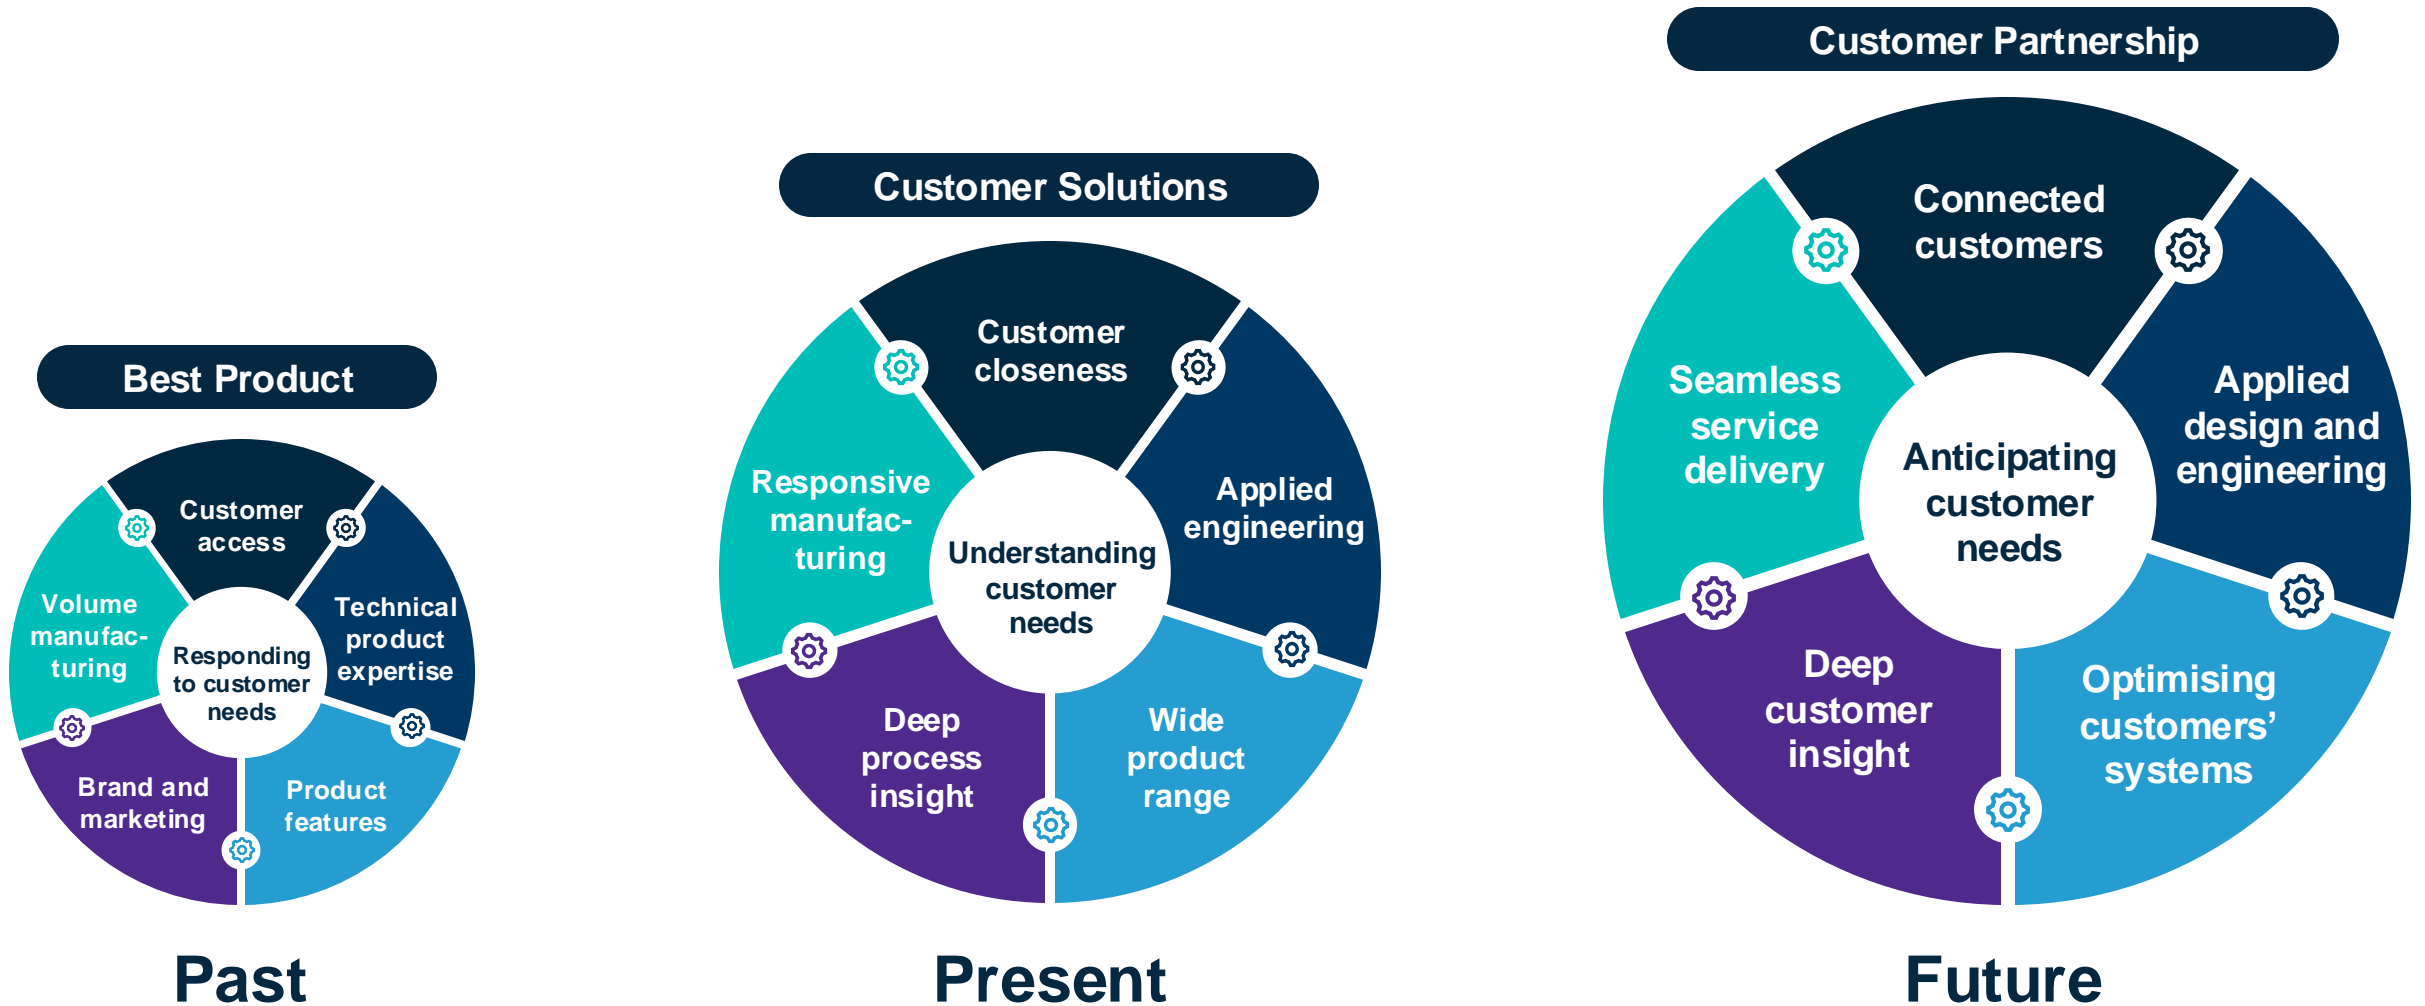 Best Product
Customer
access
Technical
product
expertise
Product
features
Brand and
marketing
Volume
manufac-
turing
Responding
to customer
needs
Past
Customer Solutions
Customer
closeness
Applied
engineering
Wide
product
range
Deep
process
insight
Responsive
manufac-
turing
Understanding
customer
needs
Present
Customer Partnership
Connected
customers
Applied
design and
engineering
Optimising
customers’
systems
Deep
customer
insight
Seamless
service
delivery
Anticipating
customer
needs
Future